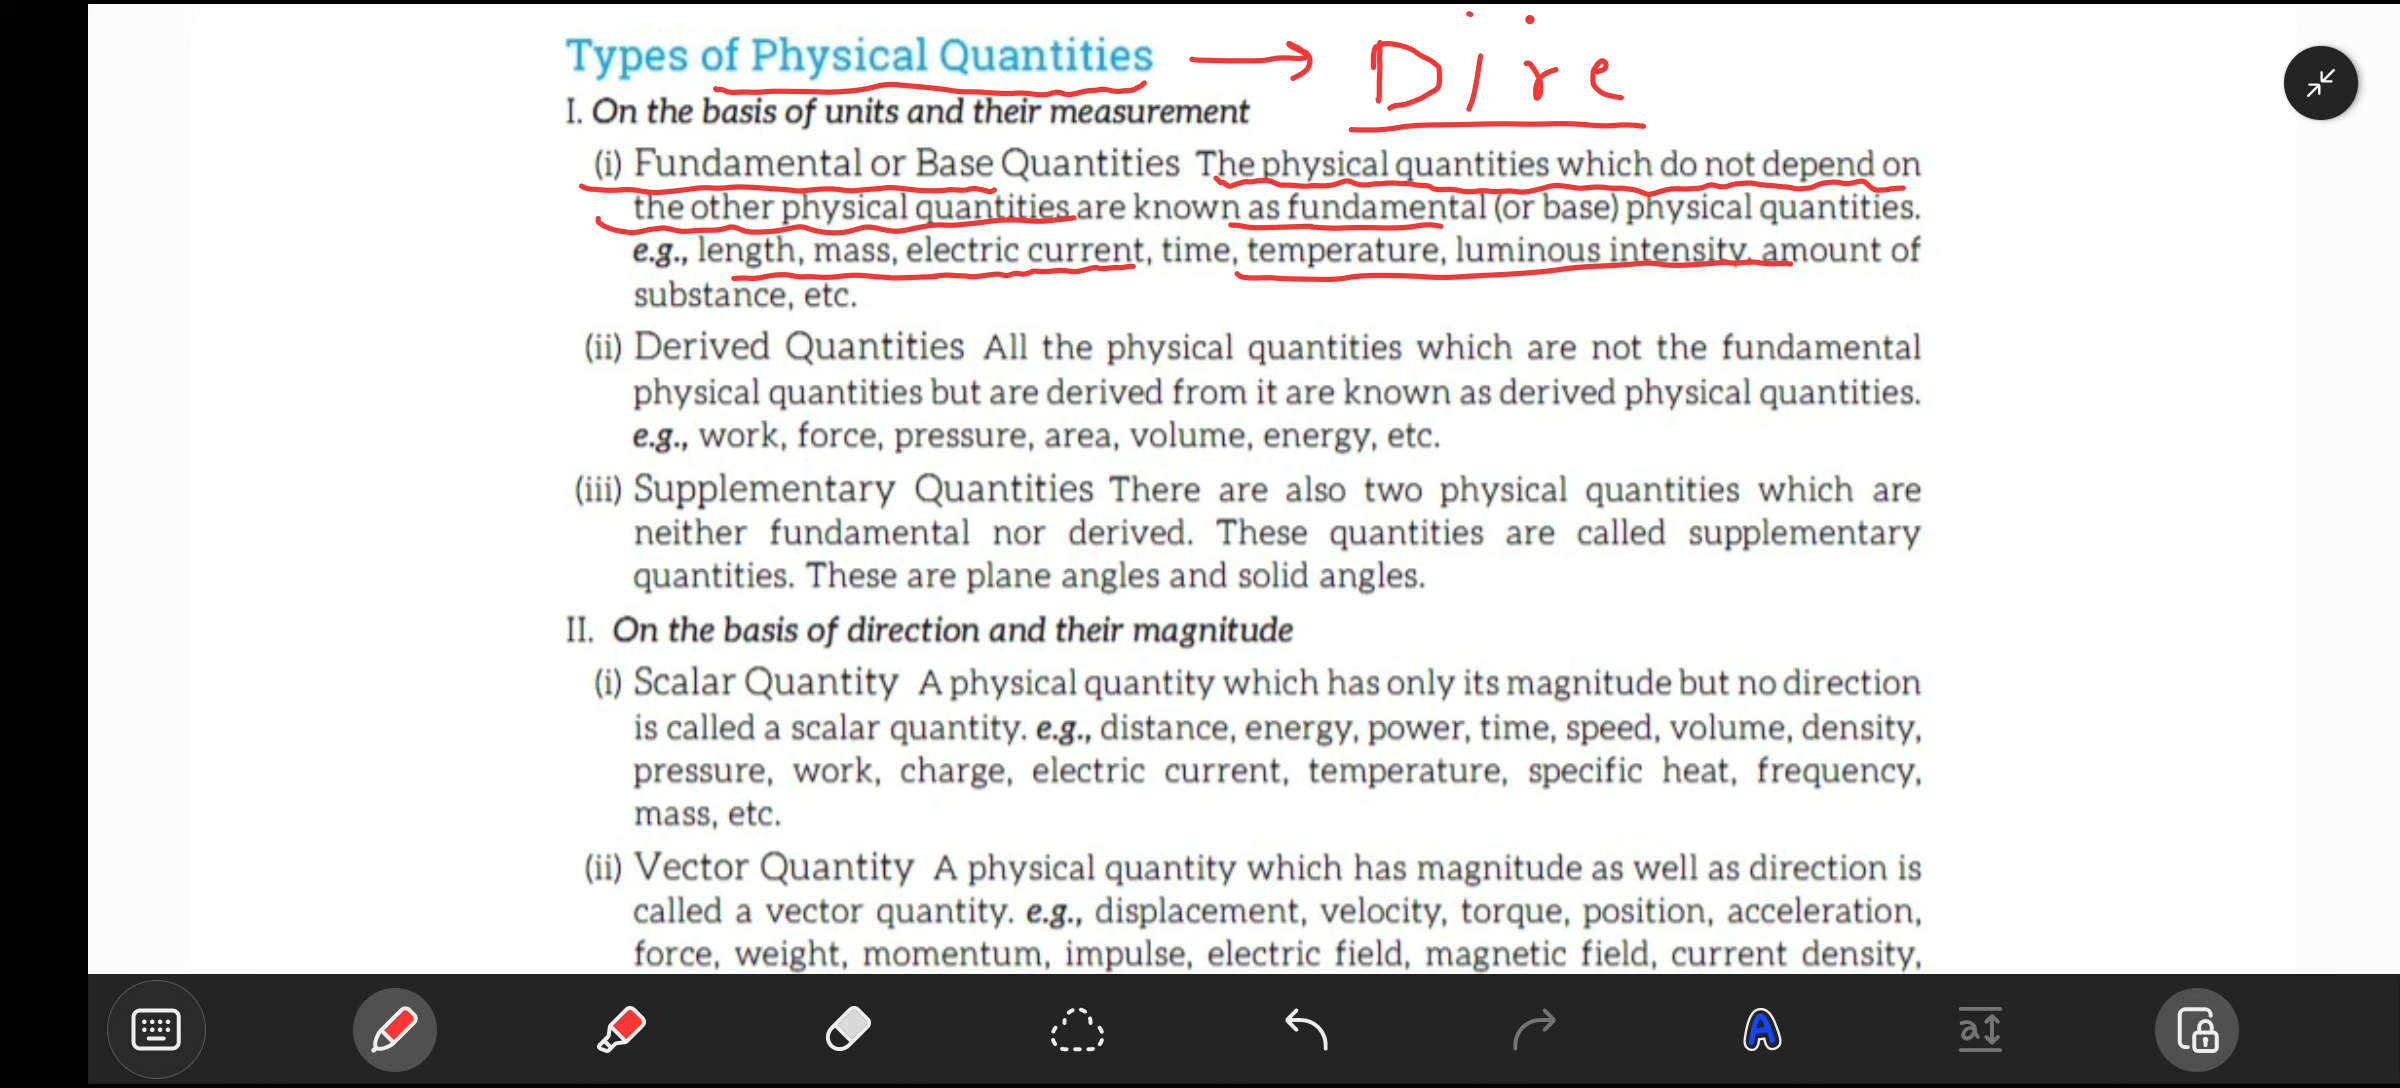 Types of Physical Quantities → Dire
I. On the basis of units and their measurement
(i) Fundamental or Base Quantities The physical quantities which do not depend on
the other physical quantities are known as fundamental (or base) physical quantities.
e.g., length, mass, electric current, time, temperature, luminous intensity, amount of
substance, etc.
(ii) Derived Quantities All the physical quantities which are not the fundamental
physical quantities but are derived from it are known as derived physical quantities.
e.g., work, force, pressure, area, volume, energy, etc.
(iii) Supplementary Quantities There are also two physical quantities which are
neither fundamental nor derived. These quantities are called supplementary
quantities. These are plane angles and solid angles.
II. On the basis of direction and their magnitude
(i) Scalar Quantity A physical quantity which has only its magnitude but no direction
is called a scalar quantity. e.g., distance, energy, power, time, speed, volume, density,
pressure, work, charge, electric current, temperature, specific heat, frequency,
mass, etc.
(ii) Vector Quantity A physical quantity which has magnitude as well as direction is
called a vector quantity. e.g., displacement, velocity, torque, position, acceleration,
force, weight, momentum, impulse, electric field, magnetic field, current density,
A a